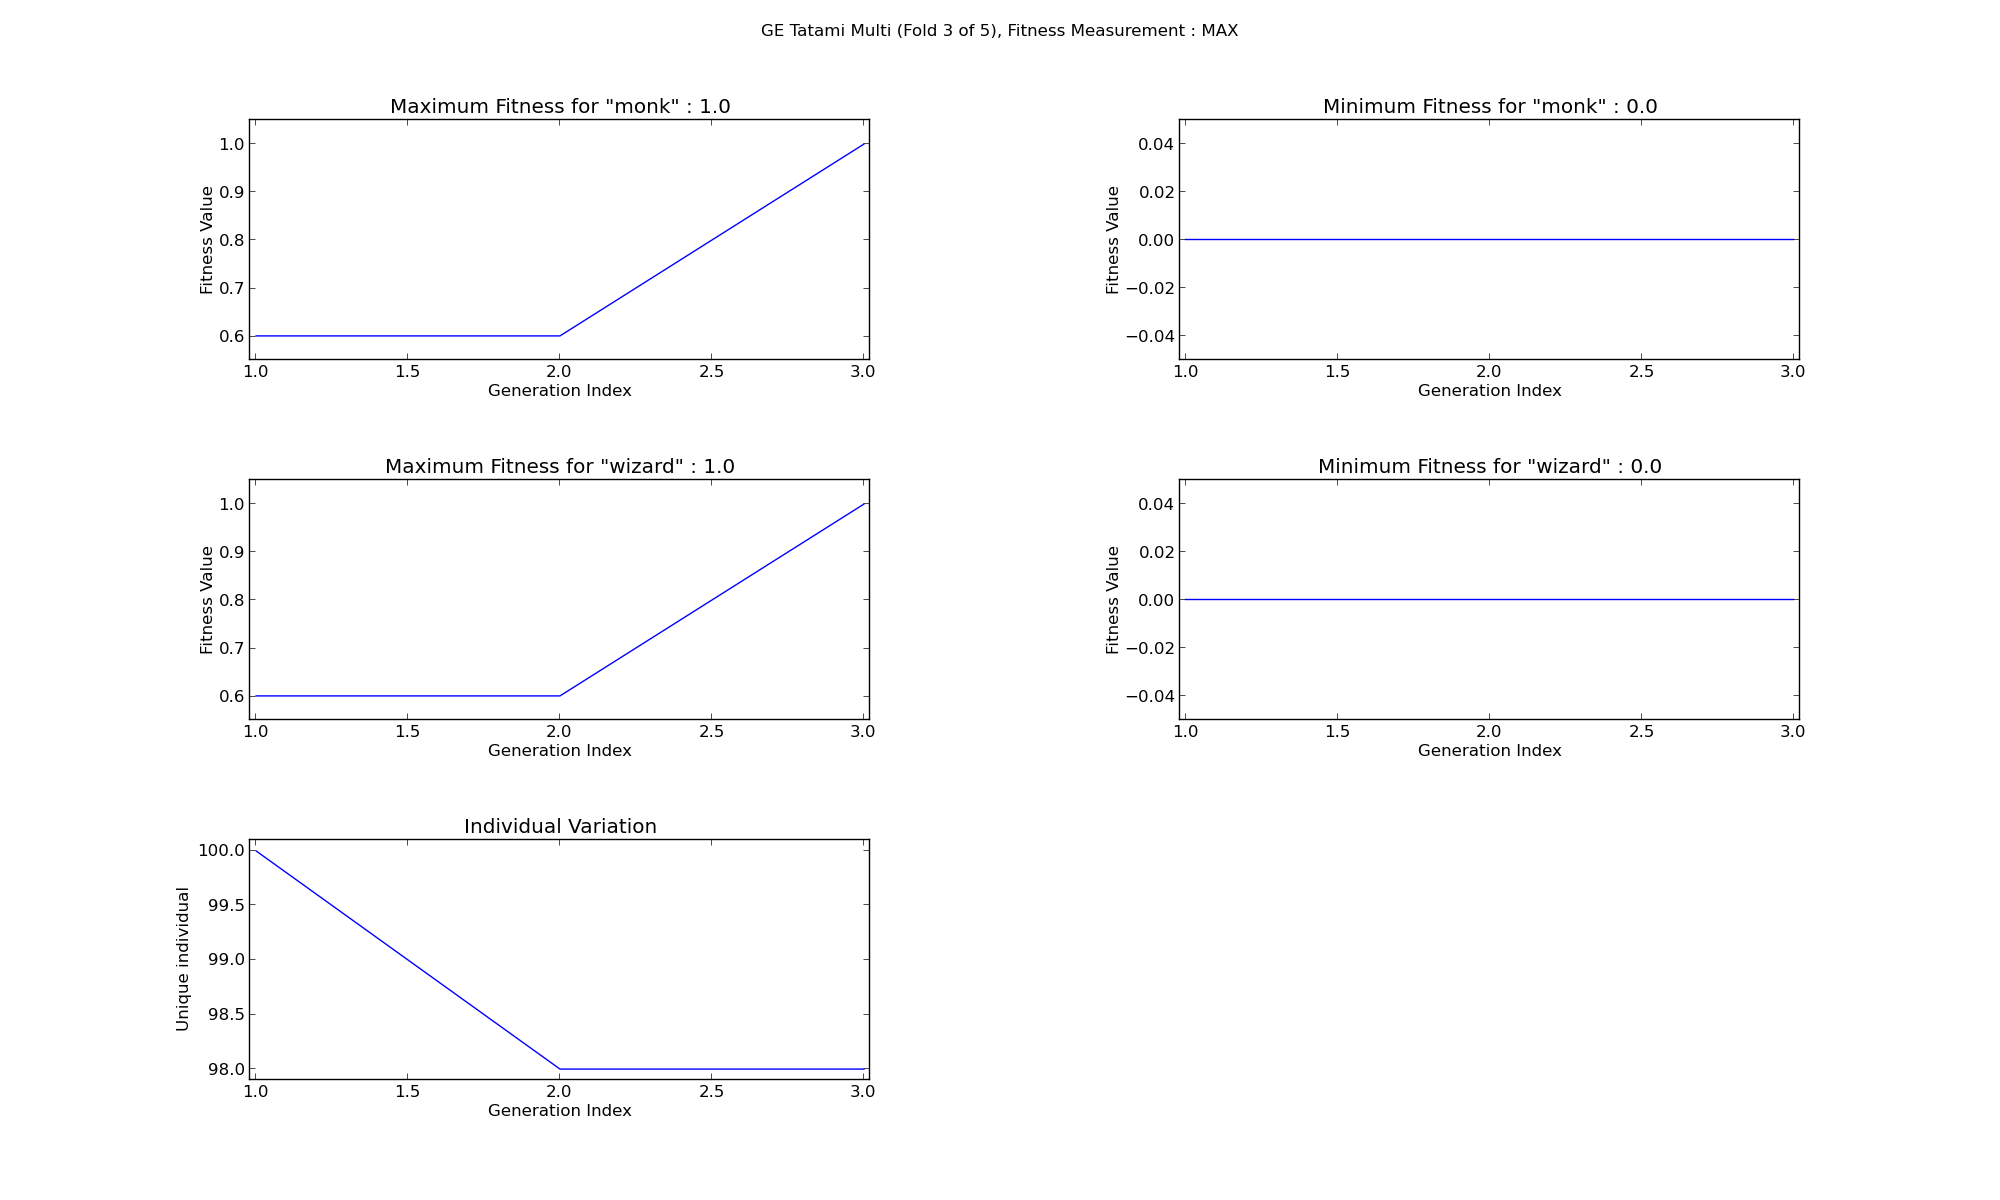 GE Tatami Multi (Fold 3 of 5), Fitness Measurement : MAX
Maximum Fitness for "monk" : 1.0
Fitness Value
1.0
0.9
0.8
0.7
0.6
1.0 1.5 2.0 2.5 3.0
Generation Index
Minimum Fitness for "monk" : 0.0
Fitness Value
0.04
0.02
0.00
−0.02
−0.04
1.0 1.5 2.0 2.5 3.0
Generation Index
Maximum Fitness for "wizard" : 1.0
Fitness Value
1.0
0.9
0.8
0.7
0.6
1.0 1.5 2.0 2.5 3.0
Generation Index
Minimum Fitness for "wizard" : 0.0
Fitness Value
0.04
0.02
0.00
−0.02
−0.04
1.0 1.5 2.0 2.5 3.0
Generation Index
Individual Variation
Unique individual
100.0
99.5
99.0
98.5
98.0
1.0 1.5 2.0 2.5 3.0
Generation Index